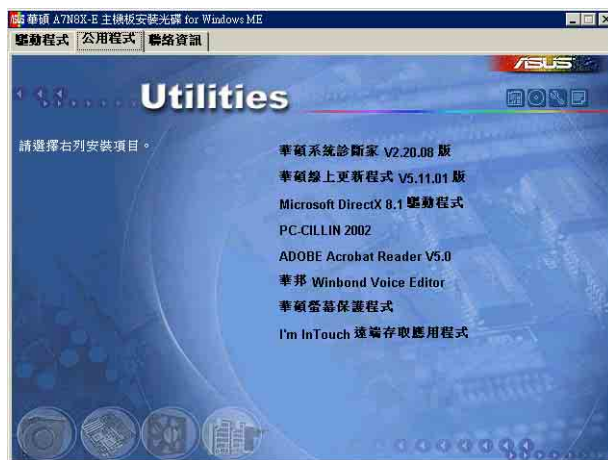 華碩 A7N8X-E 主機板安裝光碟 for Windows ME
驅動程式 公用程式 聯絡資訊
ASUS
Utilities
請選擇右列安裝項目。
華碩系統診斷家 V2.20.08 版
華碩線上更新程式 V5.11.01 版
Microsoft DirectX 8.1 驅動程式
PC-CILLIN 2002
ADOBE Acrobat Reader V5.0
華邦 Winbond Voice Editor
華碩螢幕保護程式
I'm InTouch 遠端存取應用程式